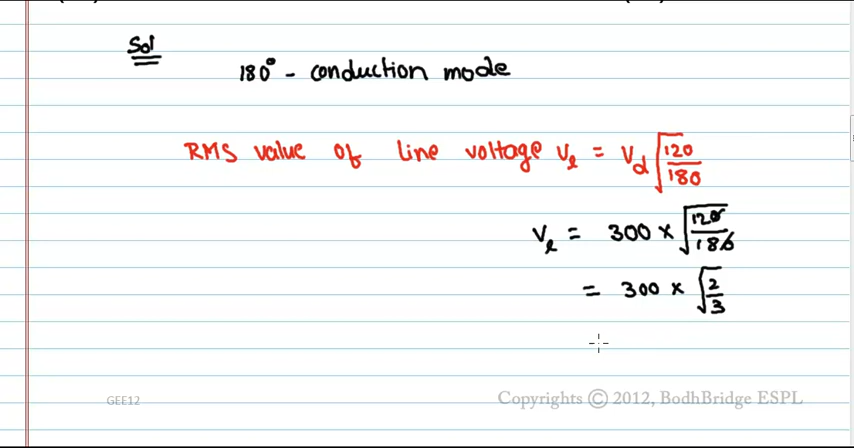 Sol
180° - conduction mode
RMS value of line voltage Vℓ = Vd √(120/180)
Vℓ = 300 × √(120/180)
= 300 × √(2/3)
GEE12
Copyrights © 2012, BodhBridge ESPL